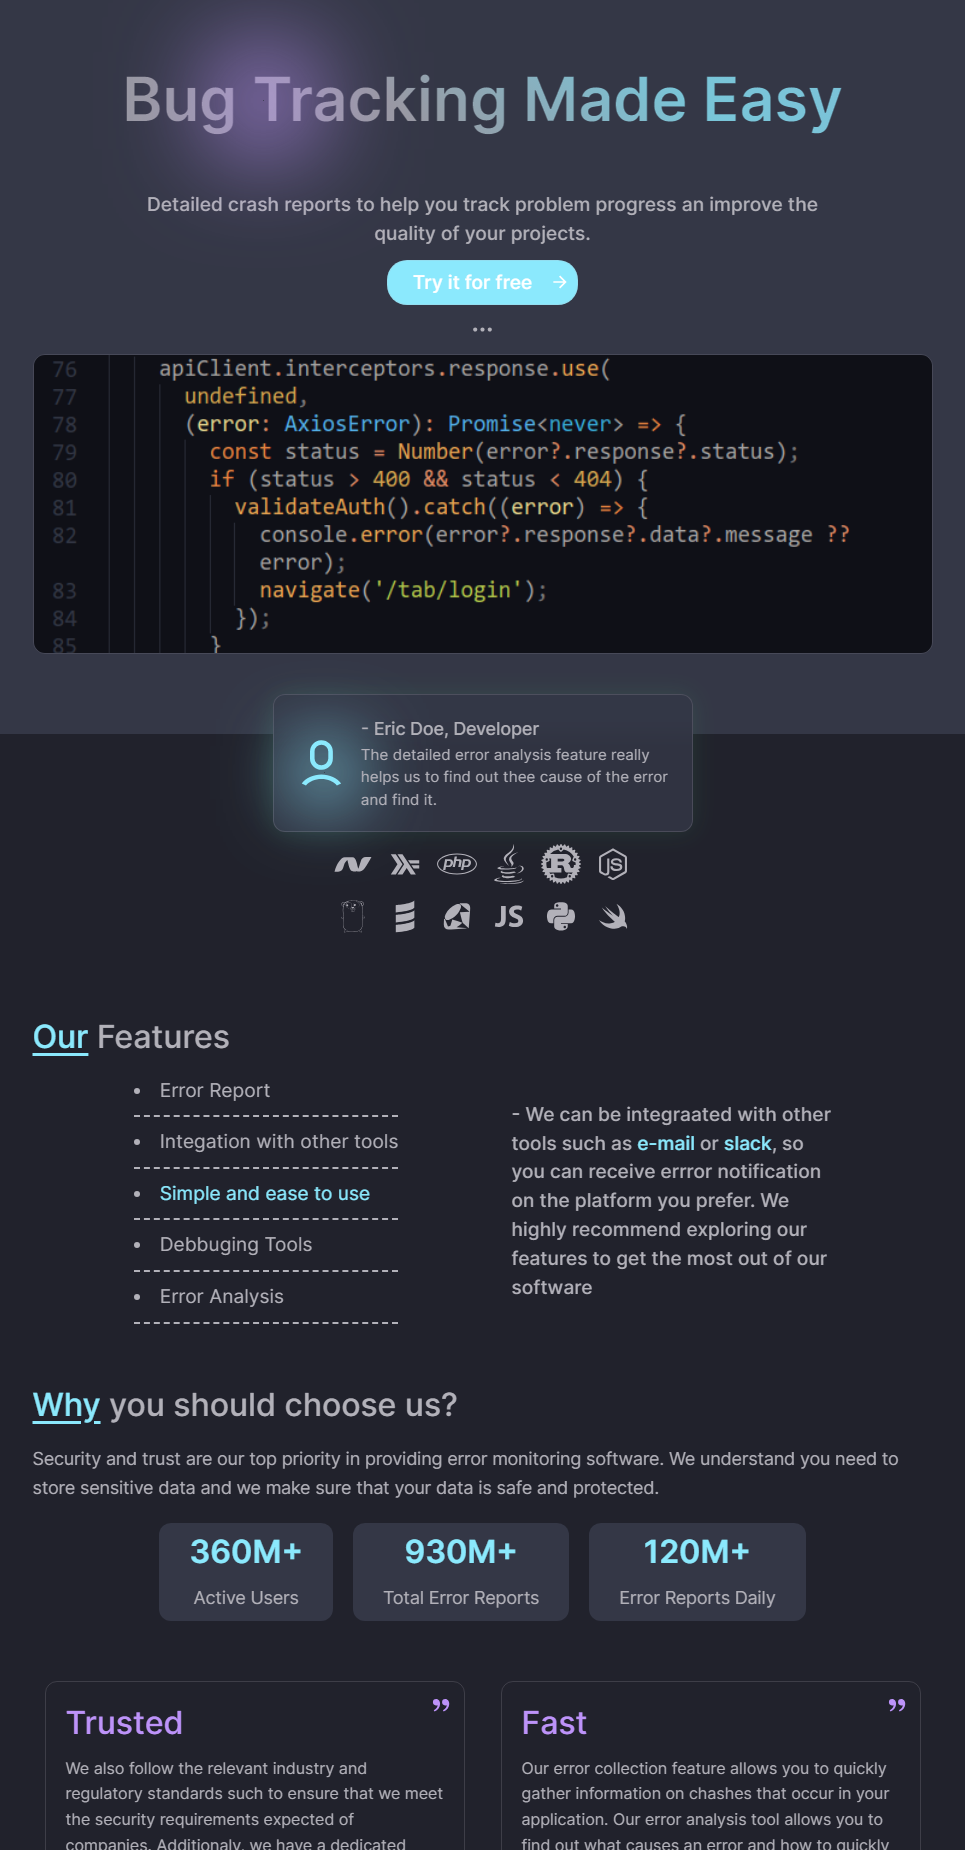 Bug Tracking Made Easy
Detailed crash reports to help you track problem progress an improve the
quality of your projects.
Try it for free →
...
76 apiClient.interceptors.response.use(
77 undefined,
78 (error: AxiosError): Promise<never> => {
79 const status = Number(error?.response?.status);
80 if (status > 400 && status < 404) {
81 validateAuth().catch((error) => {
82 console.error(error?.response?.data?.message ??
error);
83 navigate('/tab/login');
84 });
85 }
- Eric Doe, Developer
The detailed error analysis feature really
helps us to find out thee cause of the error
and find it.
php
R
JS
JS
Our Features
• Error Report
• Integation with other tools
• Simple and ease to use
• Debbuging Tools
• Error Analysis
- We can be integraated with other
tools such as e-mail or slack, so
you can receive errror notification
on the platform you prefer. We
highly recommend exploring our
features to get the most out of our
software
Why you should choose us?
Security and trust are our top priority in providing error monitoring software. We understand you need to
store sensitive data and we make sure that your data is safe and protected.
360M+
Active Users
930M+
Total Error Reports
120M+
Error Reports Daily
Trusted
We also follow the relevant industry and
regulatory standards such to ensure that we meet
the security requirements expected of
companies. Additionaly, we have a dedicated
Fast
Our error collection feature allows you to quickly
gather information on chashes that occur in your
application. Our error analysis tool allows you to
find out what causes an error and how to quickly